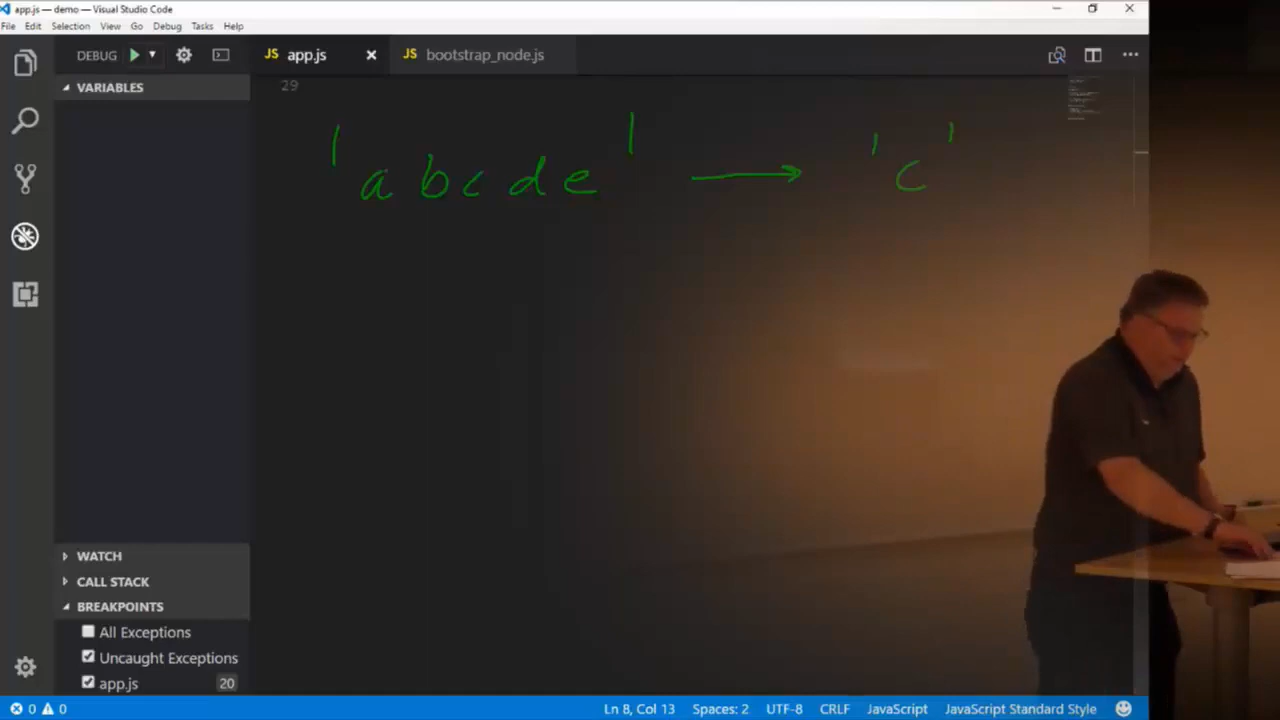 app.js — demo — Visual Studio Code
File Edit Selection View Go Debug Tasks Help
DEBUG
JS app.js
JS bootstrap_node.js
VARIABLES
29
'abcde' → 'c'
WATCH
CALL STACK
BREAKPOINTS
All Exceptions
Uncaught Exceptions
app.js 20
0 0 Ln 8, Col 13 Spaces: 2 UTF-8 CRLF JavaScript JavaScript Standard Style